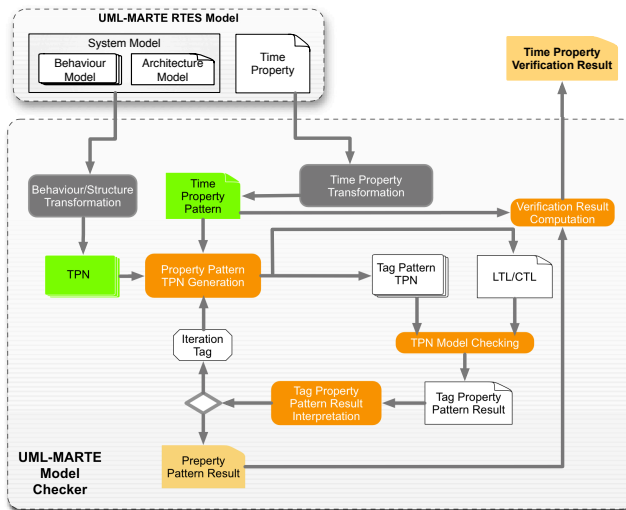 UML-MARTE RTES Model
System Model
Behaviour
Model
Architecture
Model
Time
Property
Time Property
Verification Result
Behaviour/Structure
Transformation
Time
Property
Pattern
Time Property
Transformation
Verification Result
Computation
TPN
Property Pattern
TPN Generation
Tag Pattern
TPN
LTL/CTL
Iteration
Tag
TPN Model Checking
Tag Property
Pattern Result
Interpretation
Tag Property
Pattern Result
UML-MARTE
Model
Checker
Preperty
Pattern Result